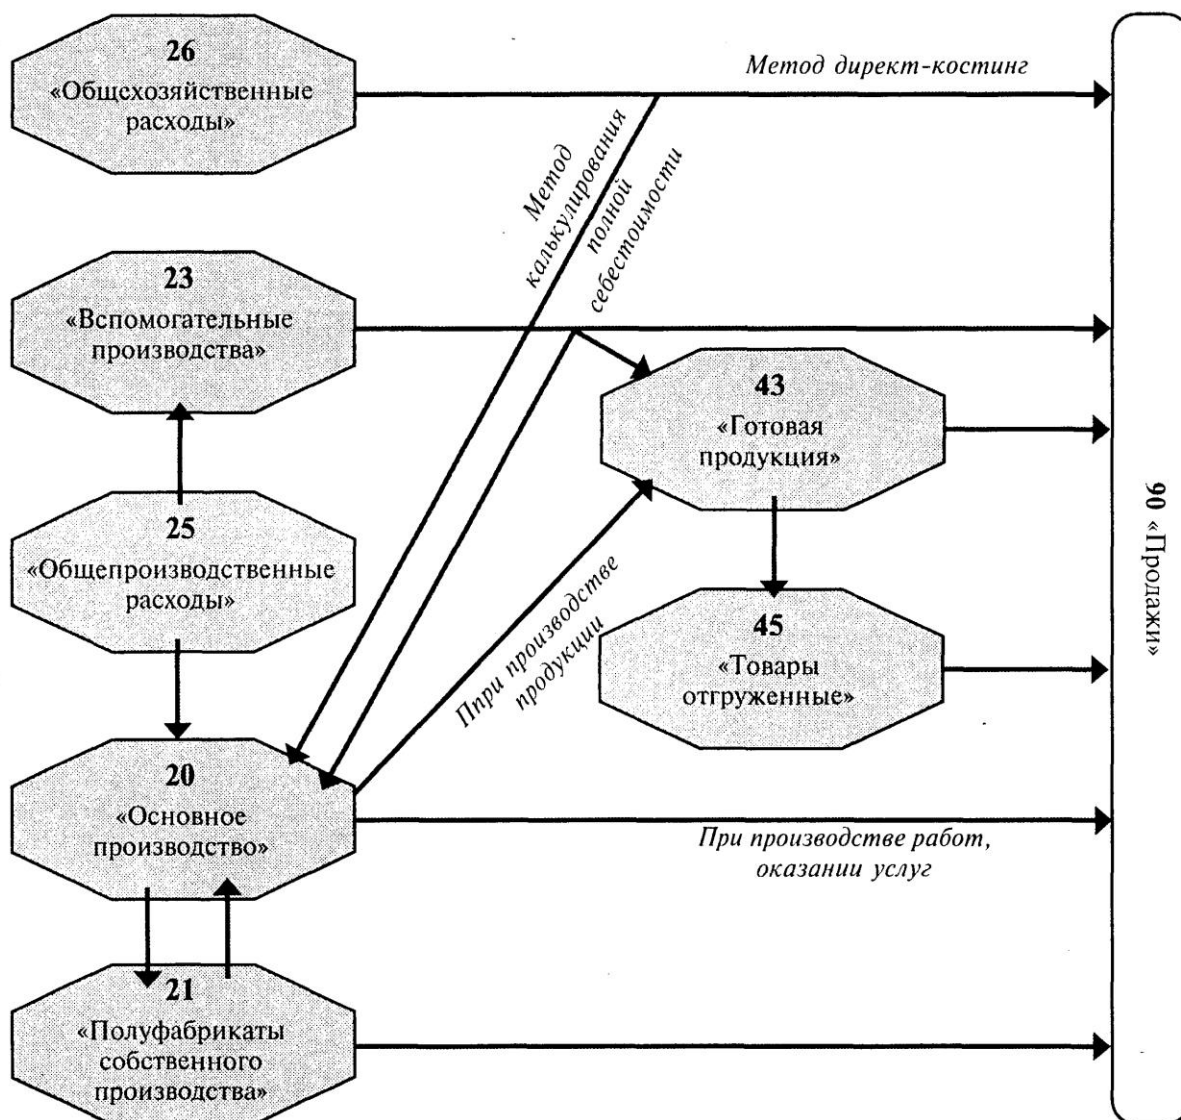 26
«Общехозяйственные
расходы»
Метод директ-костинг
Метод
калькулирования
полной
себестоимости
23
«Вспомогательные
производства»
43
«Готовая
продукция»
25
«Общепроизводственные
расходы»
45
«Товары
отгруженные»
Ппри производстве
продукции
20
«Основное
производство»
При производстве работ,
оказании услуг
21
«Полуфабрикаты
собственного
производства»
90 «Продажи»